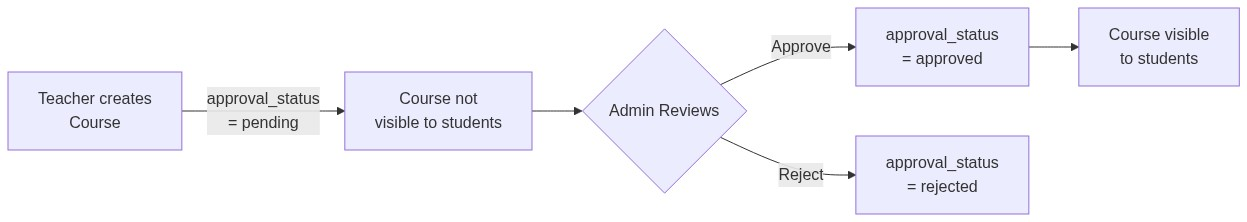 Teacher creates
Course
approval_status
= pending
Course not
visible to students
Admin Reviews
Approve
approval_status
= approved
Course visible
to students
Reject
approval_status
= rejected